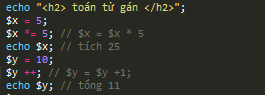 echo "<h2> toán tử gán </h2>";
$x = 5;
$x *= 5; // $x = $x * 5
echo $x; // tích 25
$y = 10;
$y ++; // $y = $y +1;
echo $y; // tổng 11